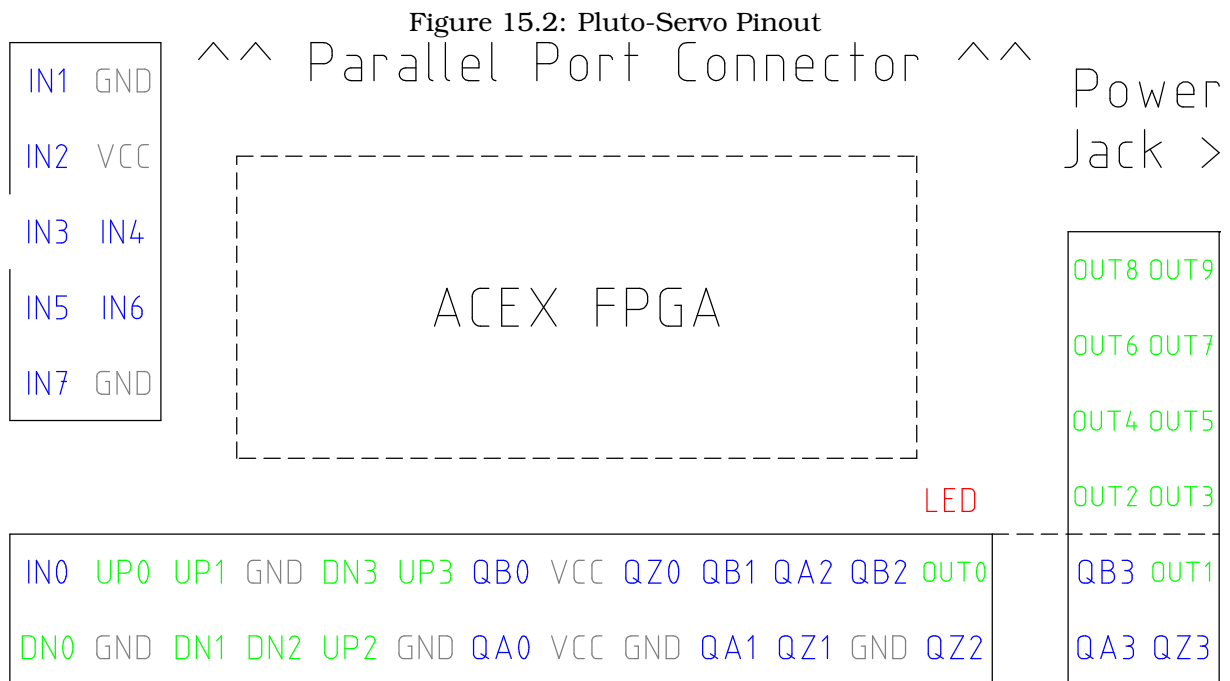 Figure 15.2: Pluto-Servo Pinout
^^ Parallel Port Connector ^^
Power
Jack >
IN1 GND
IN2 VCC
IN3 IN4
IN5 IN6
IN7 GND
ACEX FPGA
OUT8 OUT9
OUT6 OUT7
OUT4 OUT5
OUT2 OUT3
LED
IN0 UP0 UP1 GND DN3 UP3 QB0 VCC QZ0 QB1 QA2 QB2 OUT0
DN0 GND DN1 DN2 UP2 GND QA0 VCC GND QA1 QZ1 GND QZ2
QB3 OUT1
QA3 QZ3